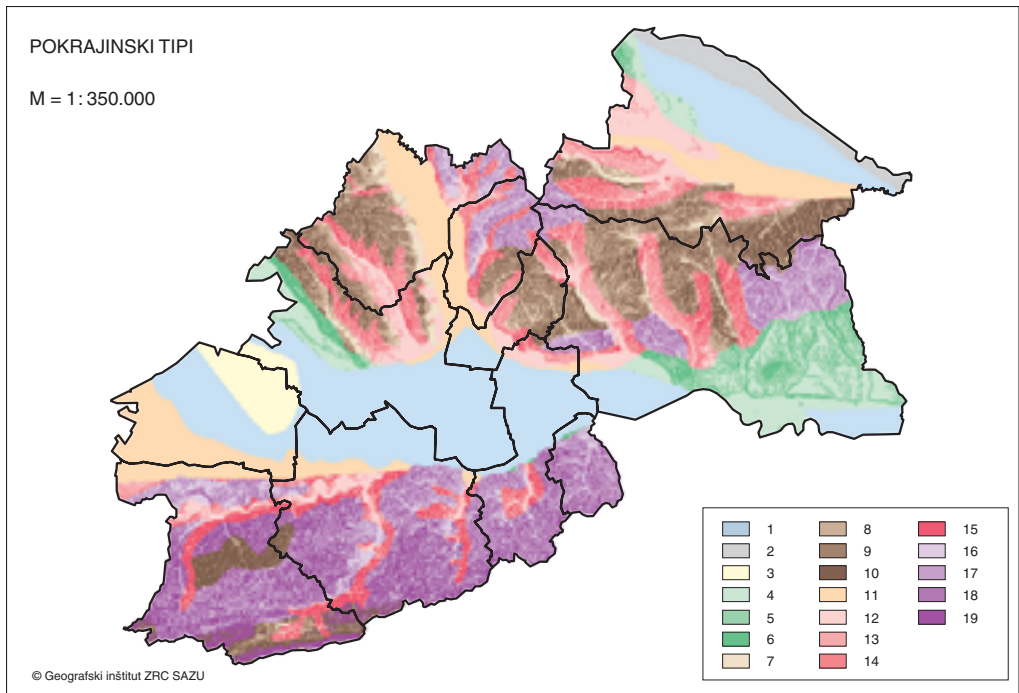 POKRAJINSKI TIPI
M = 1:350.000
1 8 15
2 9 16
3 10 17
4 11 18
5 12 19
6 13
7 14
© Geografski inštitut ZRC SAZU